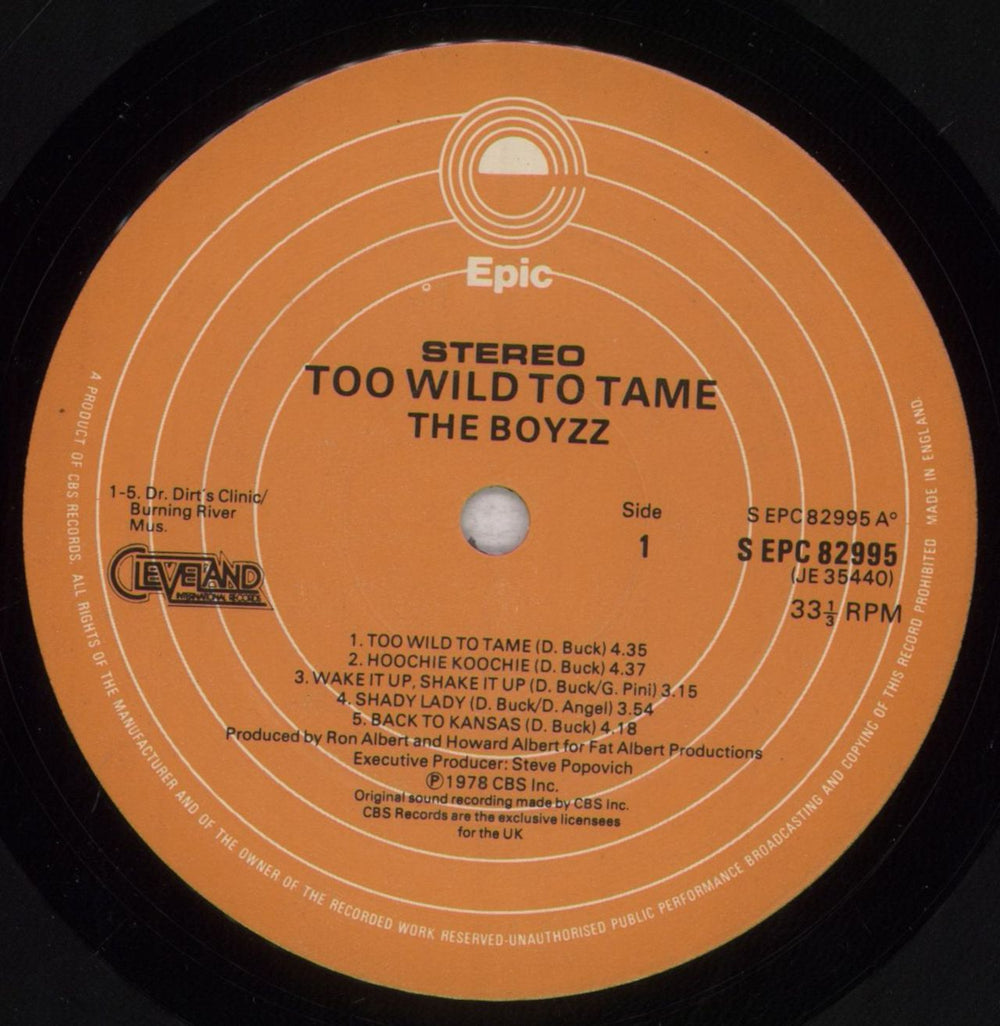 Epic
STEREO
TOO WILD TO TAME
THE BOYZZ
1-5. Dr. Dirt's Clinic/
Burning River
Mus.
CLEVELAND
INTERNATIONAL RECORDS
Side
1
S EPC 82995 A°
S EPC 82995
(JE 35440)
33⅓ RPM
1. TOO WILD TO TAME (D. Buck) 4.35
2. HOOCHIE KOOCHIE (D. Buck) 4.37
3. WAKE IT UP, SHAKE IT UP (D. Buck/G. Pini) 3.15
4. SHADY LADY (D. Buck/D. Angel) 3.54
5. BACK TO KANSAS (D. Buck) 4.18
Produced by Ron Albert and Howard Albert for Fat Albert Productions
Executive Producer: Steve Popovich
℗ 1978 CBS Inc.
Original sound recording made by CBS Inc.
CBS Records are the exclusive licensees
for the UK
A PRODUCT OF CBS RECORDS. ALL RIGHTS OF THE MANUFACTURER AND OF THE OWNER OF THE RECORDED WORK RESERVED-UNAUTHORISED PUBLIC PERFORMANCE BROADCASTING AND COPYING OF THIS RECORD PROHIBITED MADE IN ENGLAND.